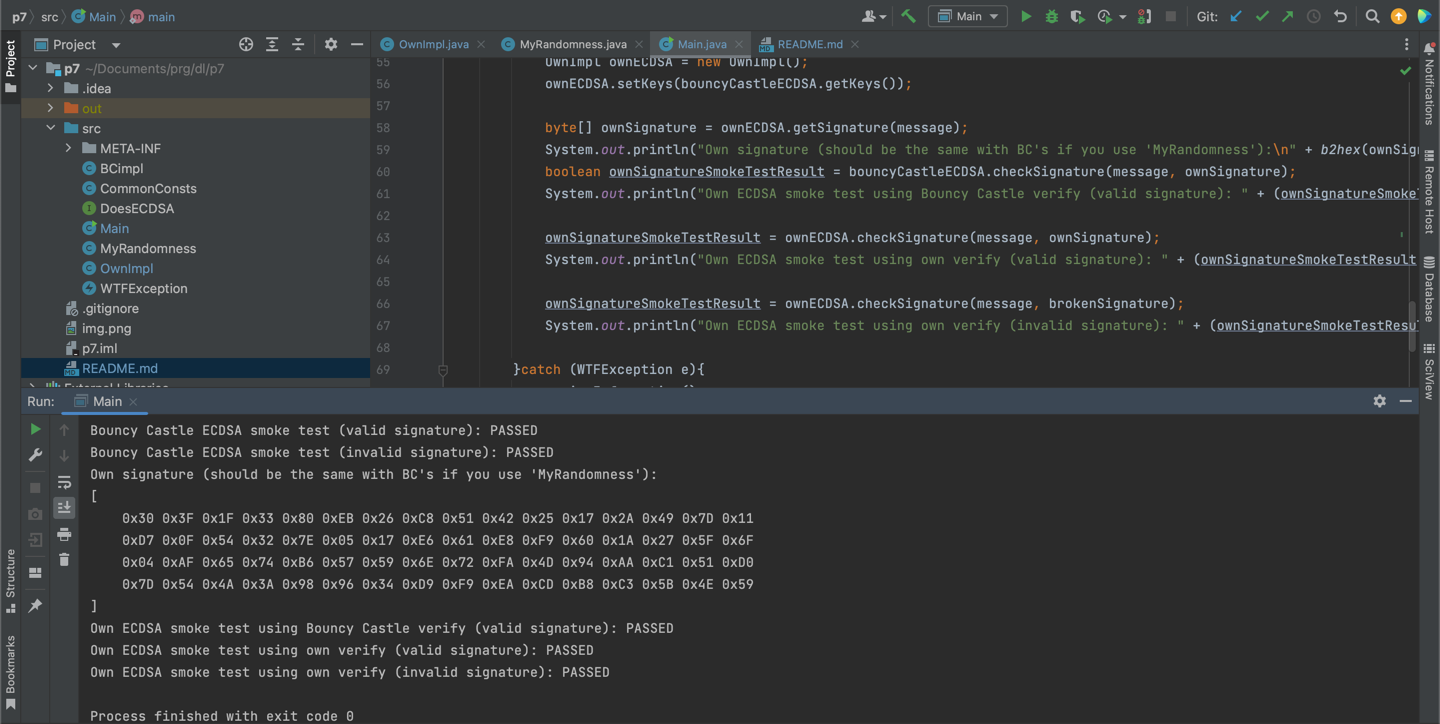 p7 src Main main
Main
Git:
Project
OwnImpl.java
MyRandomness.java
Main.java
README.md
Project
Structure
Bookmarks
p7 ~/Documents/prg/dl/p7
.idea
out
src
META-INF
BCimpl
CommonConsts
DoesECDSA
Main
MyRandomness
OwnImpl
WTFException
.gitignore
img.png
p7.iml
README.md
External Libraries
55 OwnImpl ownECDSA = new OwnImpl();
56 ownECDSA.setKeys(bouncyCastleECDSA.getKeys());
57
58 byte[] ownSignature = ownECDSA.getSignature(message);
59 System.out.println("Own signature (should be the same with BC's if you use 'MyRandomness'):\n" + b2hex(ownSig
60 boolean ownSignatureSmokeTestResult = bouncyCastleECDSA.checkSignature(message, ownSignature);
61 System.out.println("Own ECDSA smoke test using Bouncy Castle verify (valid signature): " + (ownSignatureSmoke
62
63 ownSignatureSmokeTestResult = ownECDSA.checkSignature(message, ownSignature);
64 System.out.println("Own ECDSA smoke test using own verify (valid signature): " + (ownSignatureSmokeTestResult
65
66 ownSignatureSmokeTestResult = ownECDSA.checkSignature(message, brokenSignature);
67 System.out.println("Own ECDSA smoke test using own verify (invalid signature): " + (ownSignatureSmokeTestResu
68
69 }catch (WTFException e){
Notifications
Remote Host
Database
SciView
Run: Main
Bouncy Castle ECDSA smoke test (valid signature): PASSED
Bouncy Castle ECDSA smoke test (invalid signature): PASSED
Own signature (should be the same with BC's if you use 'MyRandomness'):
[
0x30 0x3F 0x1F 0x33 0x80 0xEB 0x26 0xC8 0x51 0x42 0x25 0x17 0x2A 0x49 0x7D 0x11
0xD7 0x0F 0x54 0x32 0x7E 0x05 0x17 0xE6 0x61 0xE8 0xF9 0x60 0x1A 0x27 0x5F 0x6F
0x04 0xAF 0x65 0x74 0xB6 0x57 0x59 0x6E 0x72 0xFA 0x4D 0x94 0xAA 0xC1 0x51 0xD0
0x7D 0x54 0x4A 0x3A 0x98 0x96 0x34 0xD9 0xF9 0xEA 0xCD 0xB8 0xC3 0x5B 0x4E 0x59
]
Own ECDSA smoke test using Bouncy Castle verify (valid signature): PASSED
Own ECDSA smoke test using own verify (valid signature): PASSED
Own ECDSA smoke test using own verify (invalid signature): PASSED
Process finished with exit code 0